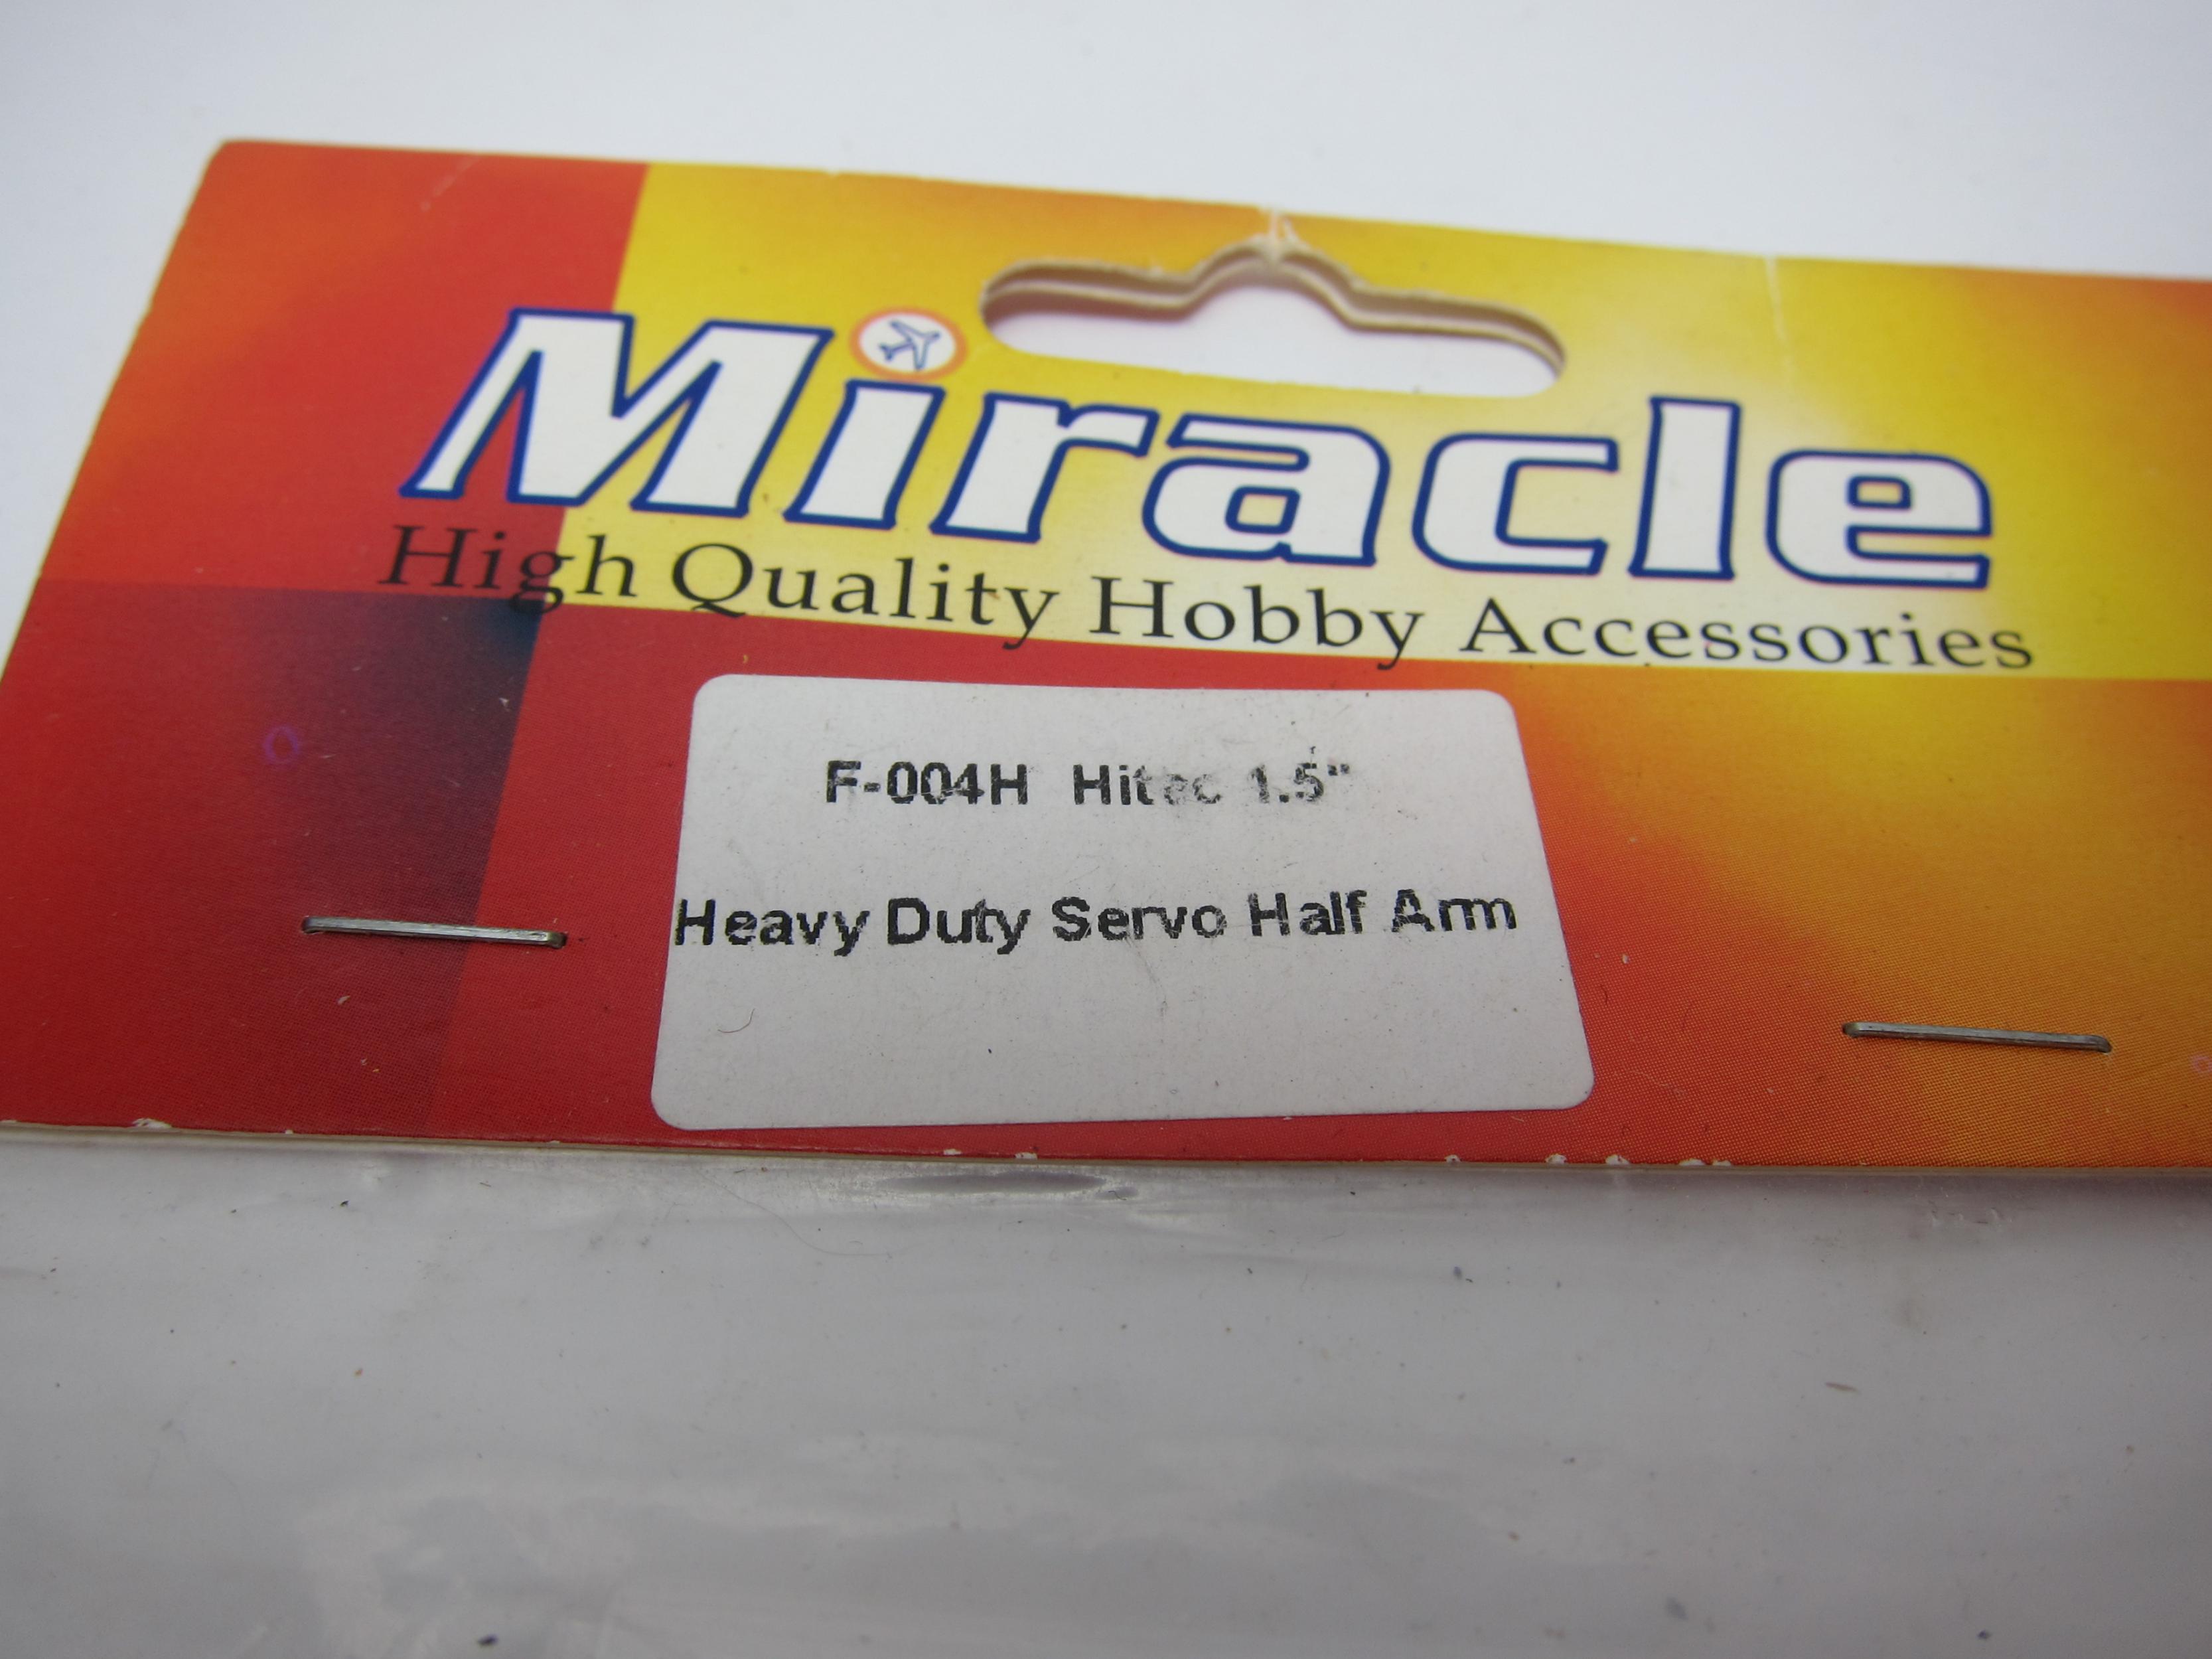 Miracle
High Quality Hobby Accessories
F-004H Hitec 1.5"
Heavy Duty Servo Half Arm